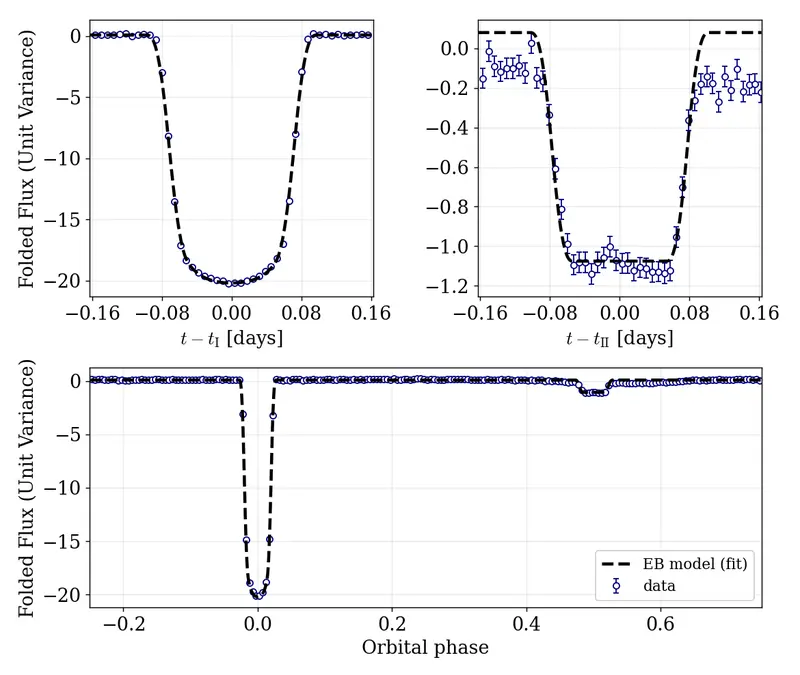 Folded Flux (Unit Variance)
0
−5
−10
−15
−20
−0.16 −0.08 0.00 0.08 0.16
t − t_I [days]
0.0
−0.2
−0.4
−0.6
−0.8
−1.0
−1.2
−0.16 −0.08 0.00 0.08 0.16
t − t_II [days]
Folded Flux (Unit Variance)
0
−5
−10
−15
−20
−0.2 0.0 0.2 0.4 0.6
Orbital phase
EB model (fit)
data